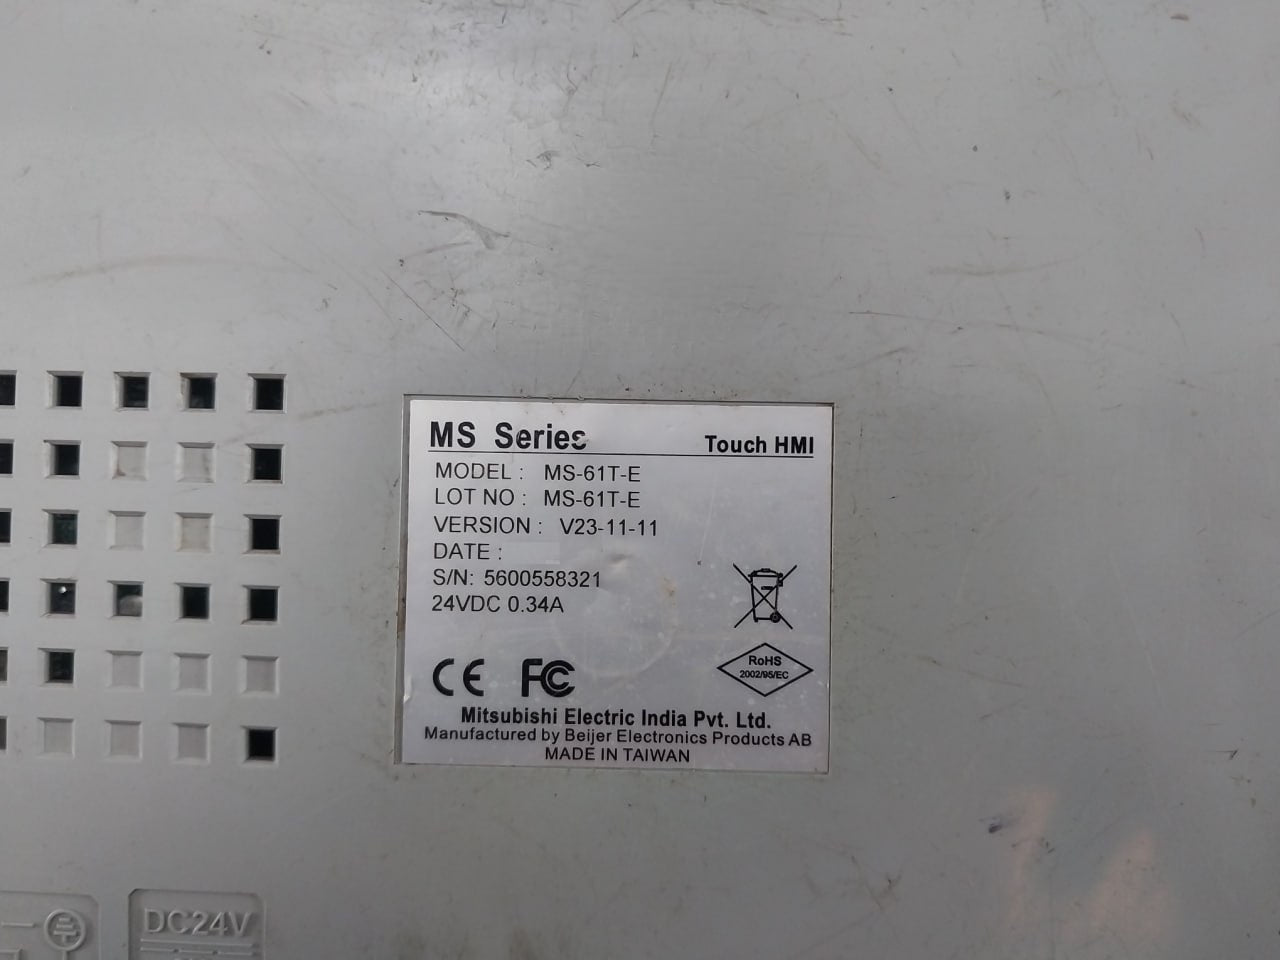 MS Series
Touch HMI
MODEL : MS-61T-E
LOT NO : MS-61T-E
VERSION : V23-11-11
DATE :
S/N: 5600558321
24VDC 0.34A
CE FC
RoHS
2002/95/EC
Mitsubishi Electric India Pvt. Ltd.
Manufactured by Beijer Electronics Products AB
MADE IN TAIWAN
DC24V